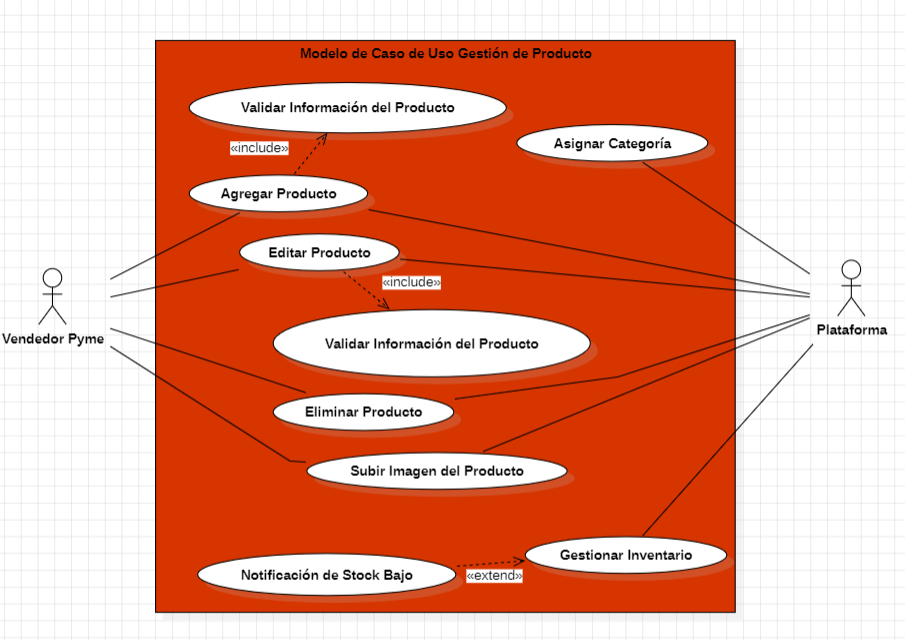 Modelo de Caso de Uso Gestión de Producto
Validar Información del Producto
Asignar Categoría
«include»
Agregar Producto
Editar Producto
«include»
Vendedor Pyme
Plataforma
Validar Información del Producto
Eliminar Producto
Subir Imagen del Producto
Gestionar Inventario
Notificación de Stock Bajo
«extend»